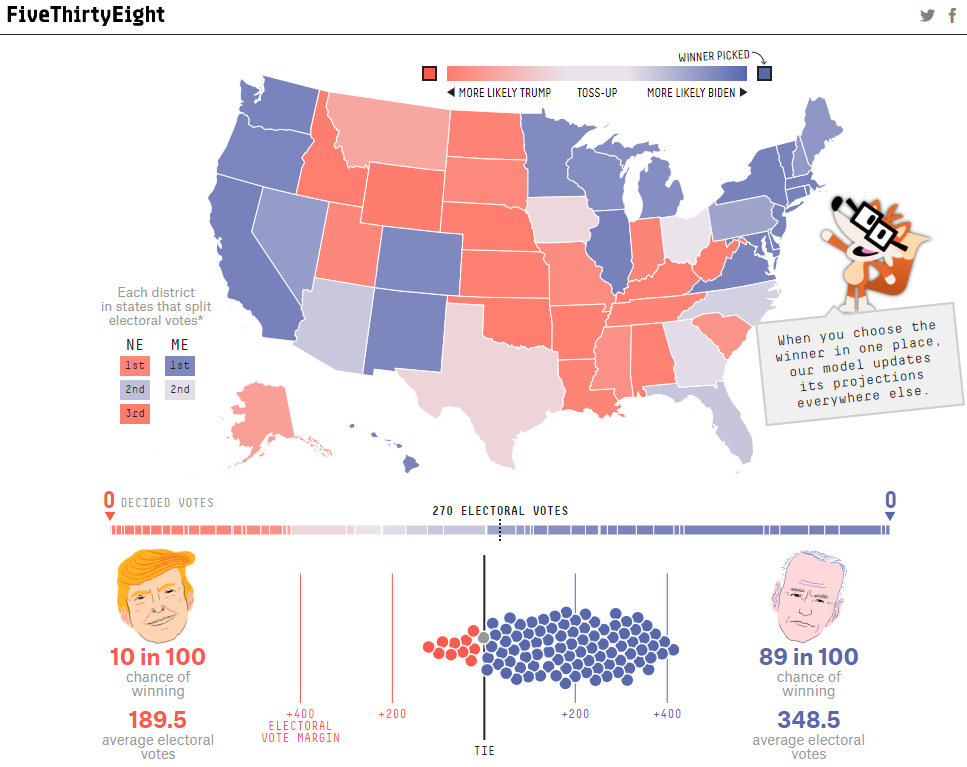 FiveThirtyEight
WINNER PICKED
MORE LIKELY TRUMP TOSS-UP MORE LIKELY BIDEN
Each district
in states that split
electoral votes*
NE ME
1st 1st
2nd 2nd
3rd
When you choose the
winner in one place,
our model updates
its projections
everywhere else.
0 DECIDED VOTES 0
270 ELECTORAL VOTES
10 in 100
chance of
winning
189.5
average electoral
votes
+400
ELECTORAL
VOTE MARGIN
+200
TIE
+200
+400
89 in 100
chance of
winning
348.5
average electoral
votes